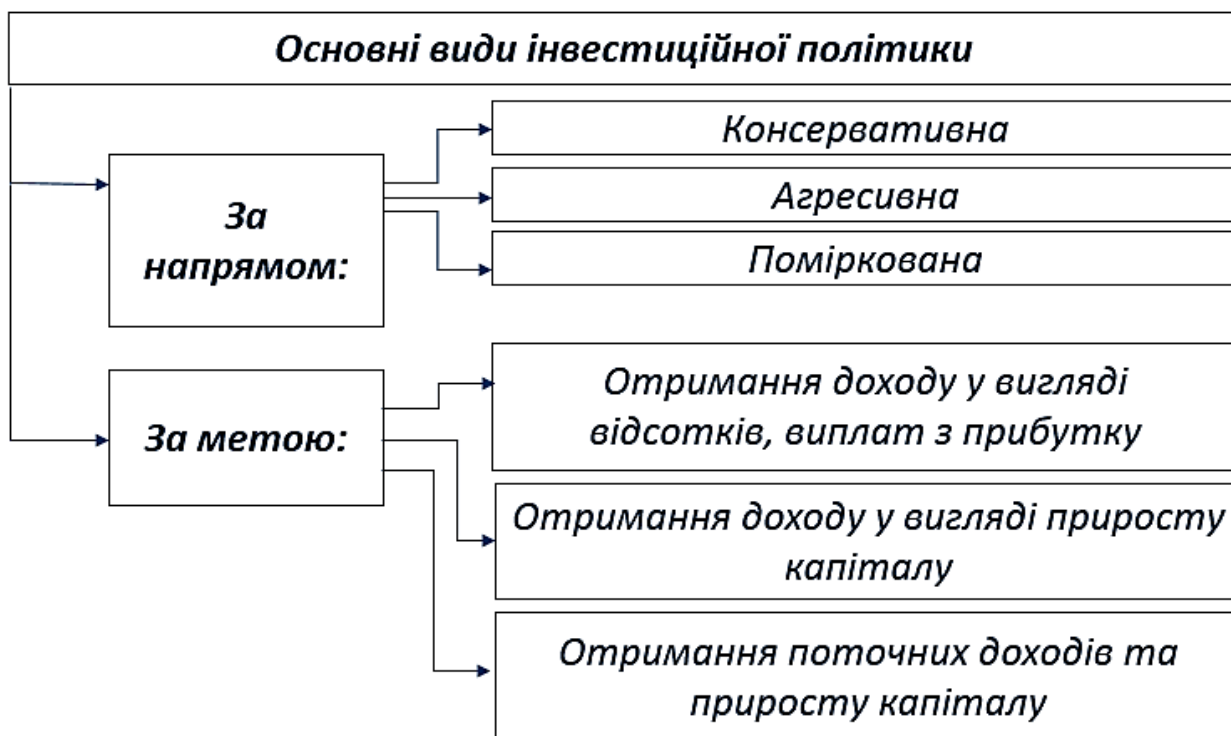 Основні види інвестиційної політики
За
напрямом:
Консервативна
Агресивна
Поміркована
За метою:
Отримання доходу у вигляді
відсотків, виплат з прибутку
Отримання доходу у вигляді приросту
капіталу
Отримання поточних доходів та
приросту капіталу